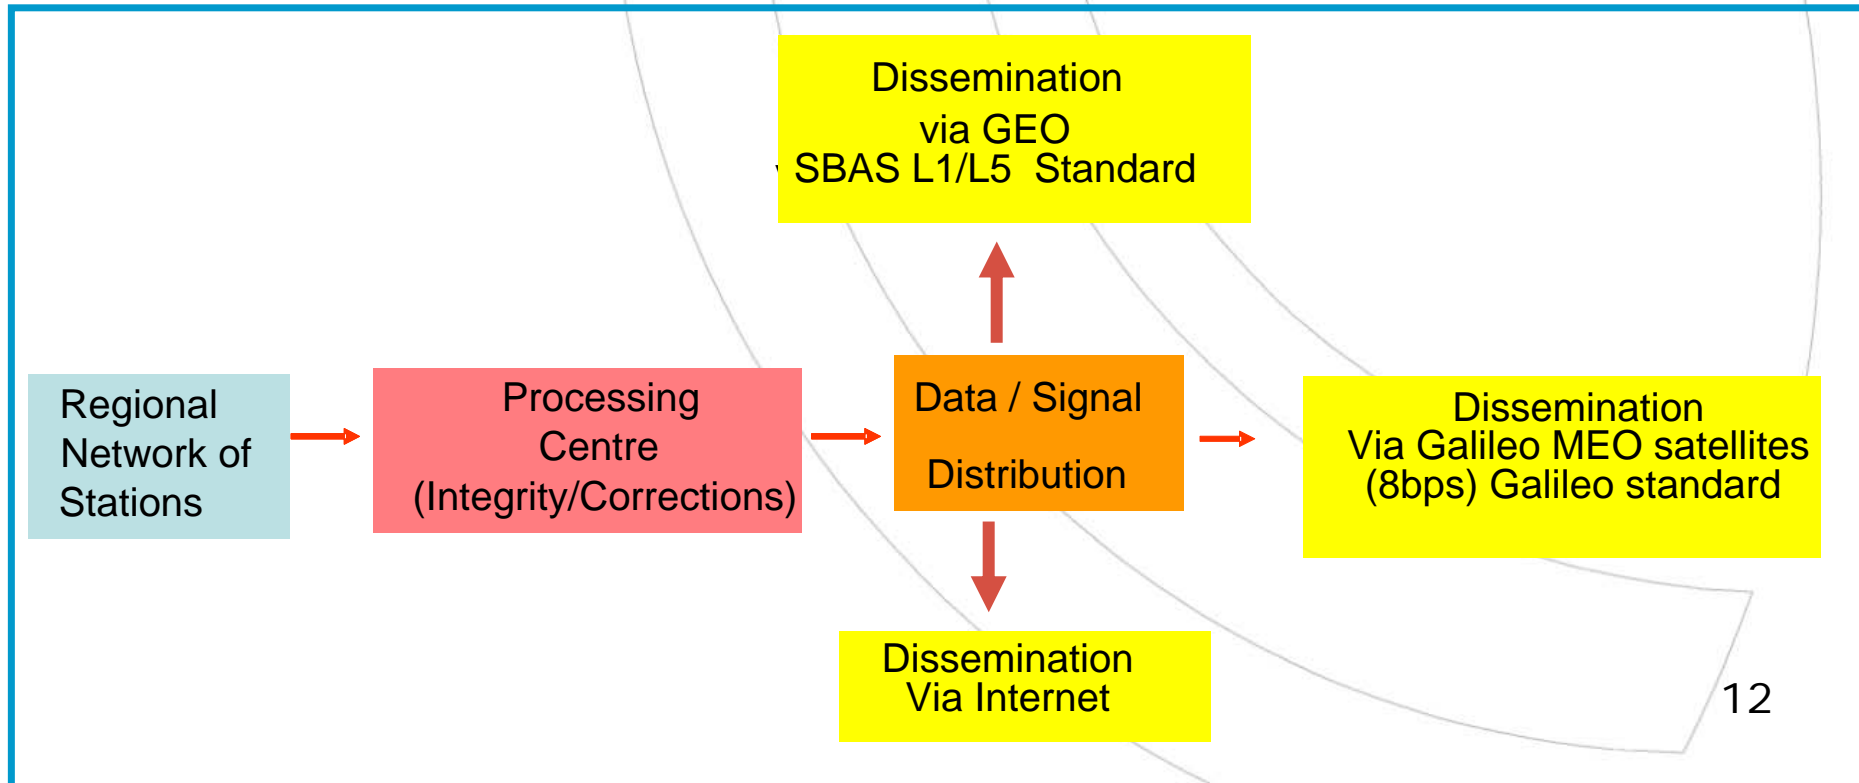 Dissemination
via GEO
SBAS L1/L5 Standard
Regional
Network of
Stations
Processing
Centre
(Integrity/Corrections)
Data / Signal
Distribution
Dissemination
Via Galileo MEO satellites
(8bps) Galileo standard
Dissemination
Via Internet
12